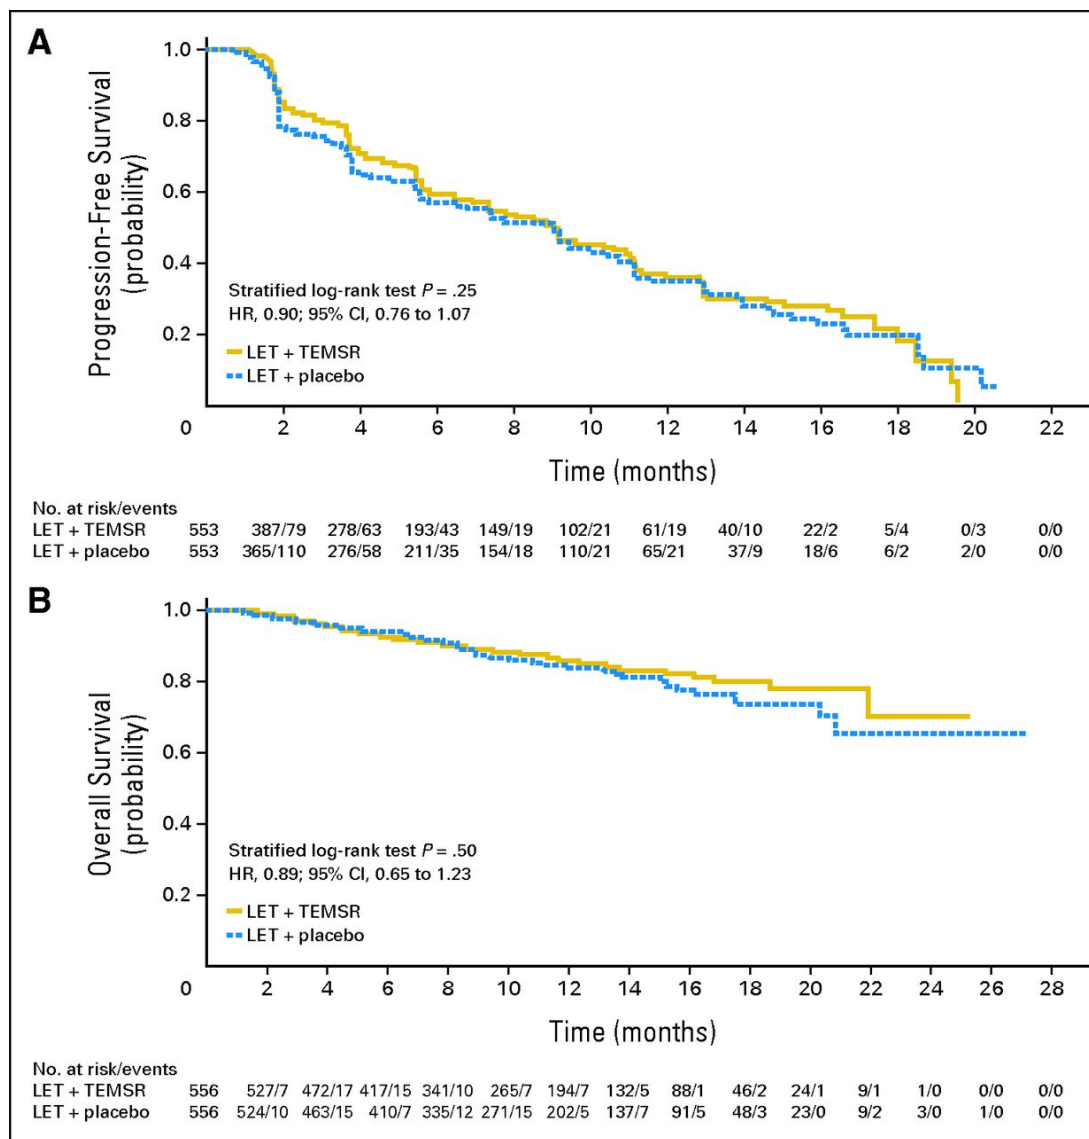 A
Progression-Free Survival
(probability)
1.0
0.8
0.6
0.4
0.2
Stratified log-rank test P = .25
HR, 0.90; 95% CI, 0.76 to 1.07
LET + TEMSR
LET + placebo
0 2 4 6 8 10 12 14 16 18 20 22
Time (months)
No. at risk/events
LET + TEMSR 553 387/79 278/63 193/43 149/19 102/21 61/19 40/10 22/2 5/4 0/3 0/0
LET + placebo 553 365/110 276/58 211/35 154/18 110/21 65/21 37/9 18/6 6/2 2/0 0/0
B
Overall Survival
(probability)
1.0
0.8
0.6
0.4
0.2
Stratified log-rank test P = .50
HR, 0.89; 95% CI, 0.65 to 1.23
LET + TEMSR
LET + placebo
0 2 4 6 8 10 12 14 16 18 20 22 24 26 28
Time (months)
No. at risk/events
LET + TEMSR 556 527/7 472/17 417/15 341/10 265/7 194/7 132/5 88/1 46/2 24/1 9/1 1/0 0/0 0/0
LET + placebo 556 524/10 463/15 410/7 335/12 271/15 202/5 137/7 91/5 48/3 23/0 9/2 3/0 1/0 0/0